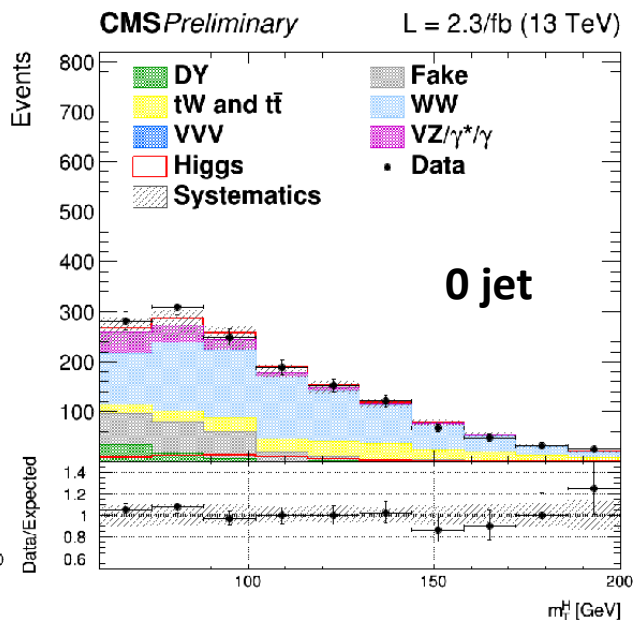 CMS Preliminary L = 2.3/fb (13 TeV)
Events
800
700
600
500
400
300
200
100
DY
Fake
tW and tt̄
WW
VVV
VZ/γ*/γ
Higgs
Data
Systematics
0 jet
Data/Expected
1.4
1.2
1.0
0.8
0.6
100
150
200
m_T^H [GeV]